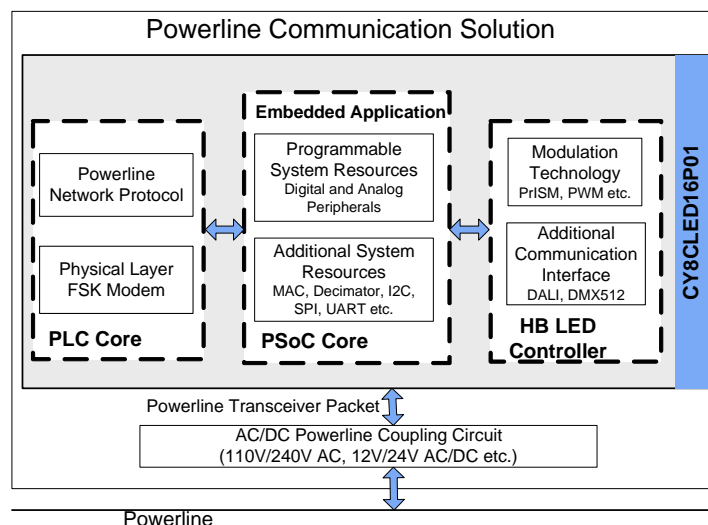 Powerline Communication Solution
Embedded Application
Powerline
Network Protocol
Physical Layer
FSK Modem
PLC Core
Programmable
System Resources
Digital and Analog
Peripherals
Additional System
Resources
MAC, Decimator, I2C,
SPI, UART etc.
PSoC Core
Modulation
Technology
PrISM, PWM etc.
Additional
Communication
Interface
DALI, DMX512
HB LED
Controller
CY8CLED16P01
Powerline Transceiver Packet
AC/DC Powerline Coupling Circuit
(110V/240V AC, 12V/24V AC/DC etc.)
Powerline